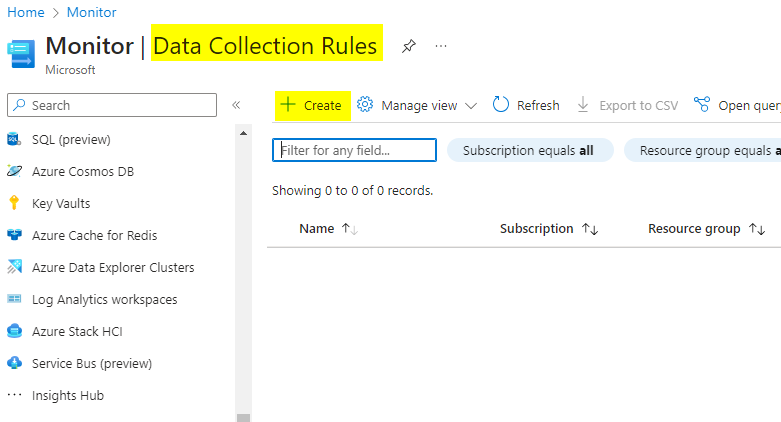 Home > Monitor
Monitor | Data Collection Rules ...
Microsoft
Search «
+ Create Manage view Refresh Export to CSV Open quer
Filter for any field... Subscription equals all Resource group equals a
Showing 0 to 0 of 0 records.
Name ↑↓ Subscription ↑↓ Resource group ↑↓
SQL (preview)
Azure Cosmos DB
Key Vaults
Azure Cache for Redis
Azure Data Explorer Clusters
Log Analytics workspaces
Azure Stack HCI
Service Bus (preview)
Insights Hub